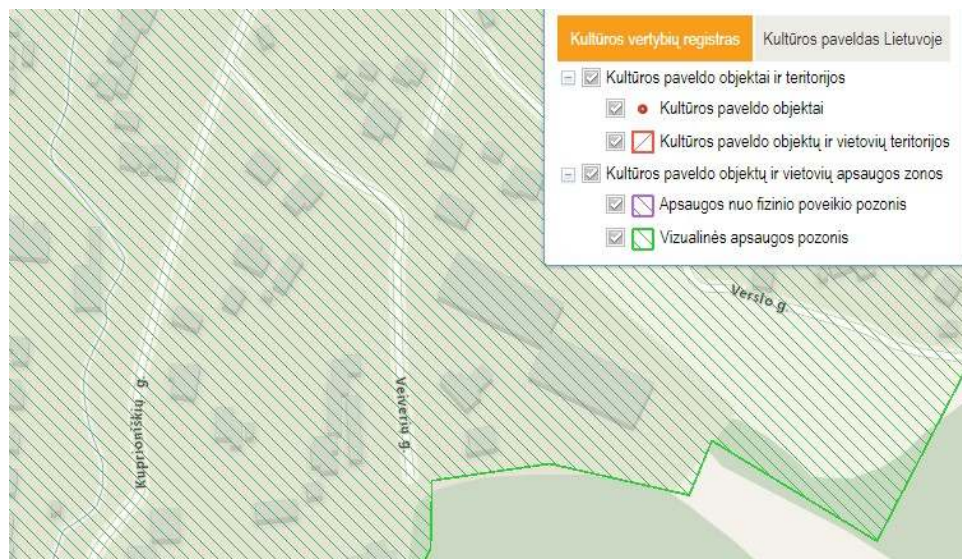 Kultūros vertybių registras
Kultūros paveldas Lietuvoje
Kultūros paveldo objektai ir teritorijos
Kultūros paveldo objektai
Kultūros paveldo objektų ir vietovių teritorijos
Kultūros paveldo objektų ir vietovių apsaugos zonos
Apsaugos nuo fizinio poveikio pozonis
Vizualinės apsaugos pozonis
Verslo g.
Kuprioniškių g.
Veiverių g.